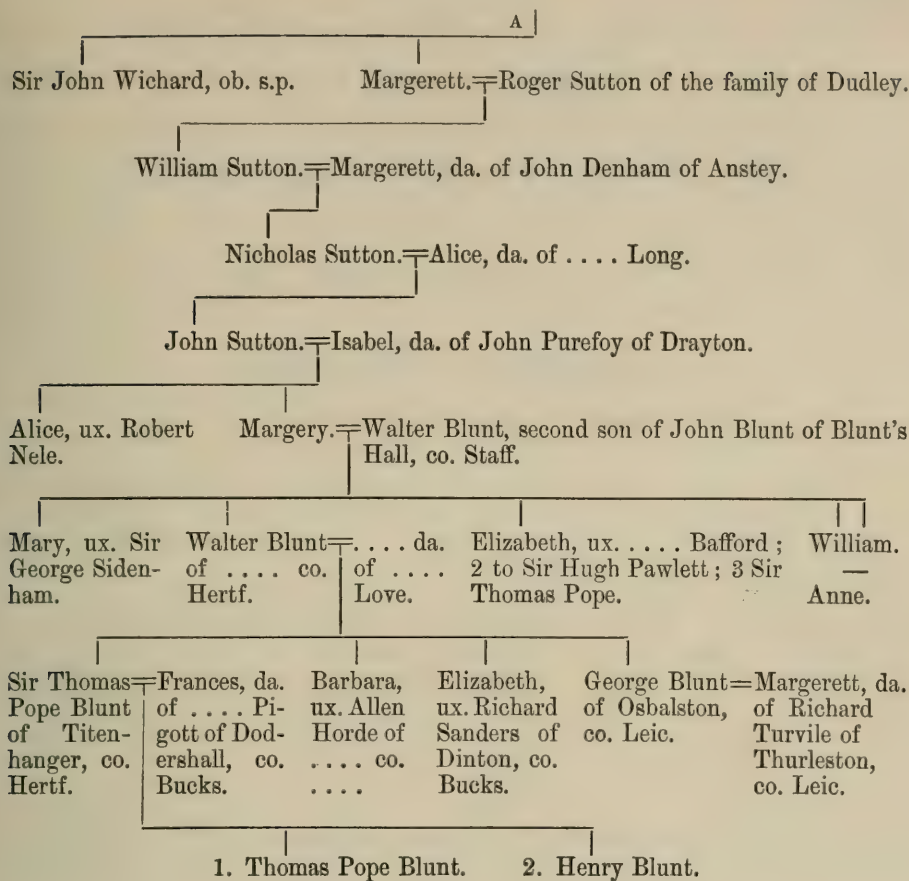 A
Sir John Wichard, ob. s.p. Margerett.=Roger Sutton of the family of Dudley.
William Sutton.=Margerett, da. of John Denham of Anstey.
Nicholas Sutton.=Alice, da. of . . . . Long.
John Sutton.=Isabel, da. of John Purefoy of Drayton.
Alice, ux. Robert
Nele.
Margery.=Walter Blunt, second son of John Blunt of Blunt's
Hall, co. Staff.
Mary, ux. Sir
George Siden-
ham.
Walter Blunt=
of . . . . co.
Hertf.
. . . . da.
of . . . .
Love.
Elizabeth, ux. . . . . Bafford ;
2 to Sir Hugh Pawlett ; 3 Sir
Thomas Pope.
William.
—
Anne.
Sir Thomas=
Pope Blunt
of Titen-
hanger, co.
Hertf.
Frances, da.
of . . . . Pi-
gott of Dod-
ershall, co.
Bucks.
Barbara,
ux. Allen
Horde of
. . . . co.
. . . .
Elizabeth,
ux. Richard
Sanders of
Dinton, co.
Bucks.
George Blunt=
of Osbalston,
co. Leic.
Margerett, da.
of Richard
Turvile of
Thurleston,
co. Leic.
1. Thomas Pope Blunt. 2. Henry Blunt.